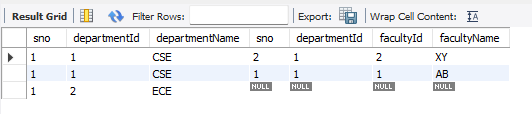 Result Grid Filter Rows: Export: Wrap Cell Content: IA
sno departmentId departmentName sno departmentId facultyId facultyName
1 1 CSE 2 1 2 XY
1 1 CSE 1 1 1 AB
1 2 ECE NULL NULL NULL NULL